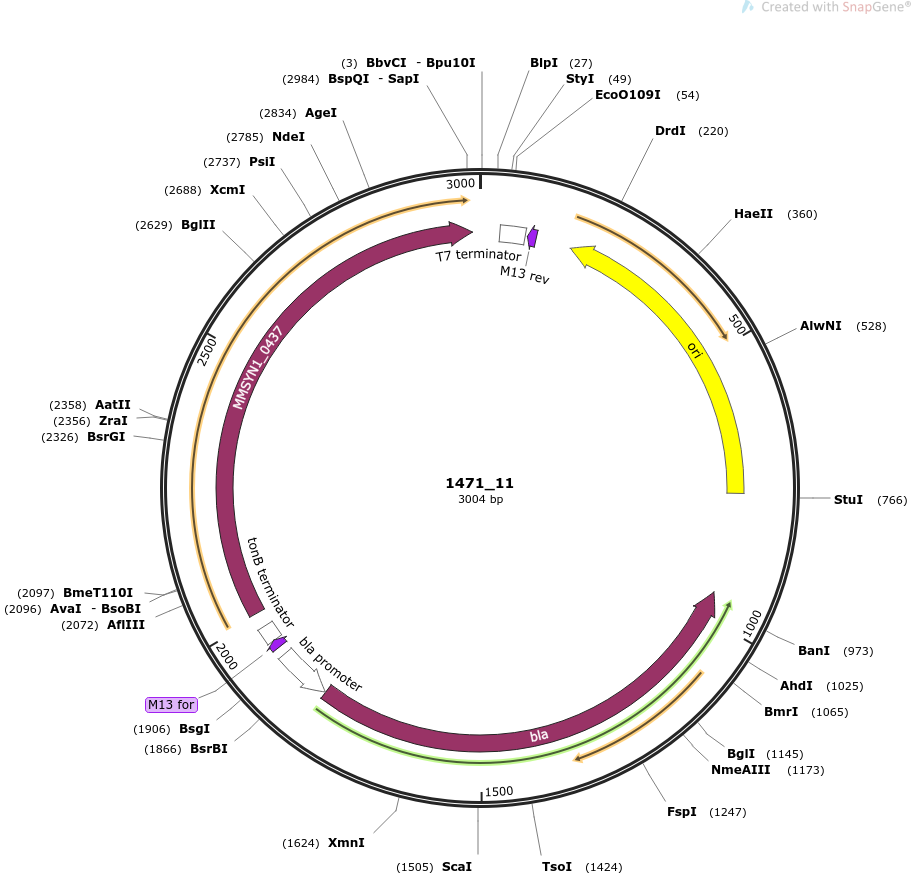 Created with SnapGene®
(3) BbvCI - Bpu10I
(2984) BspQI - SapI
(2834) AgeI
(2785) NdeI
(2737) PsiI
(2688) XcmI
(2629) BglII
BlpI (27)
StyI (49)
EcoO109I (54)
DrdI (220)
HaeII (360)
AlwNI (528)
StuI (766)
BanI (973)
AhdI (1025)
BmrI (1065)
BglI (1145)
NmeAIII (1173)
FspI (1247)
TsoI (1424)
(1505) ScaI
(1624) XmnI
(1866) BsrBI
(1906) BsgI
M13 for
(2072) AflIII
(2096) AvaI - BsoBI
(2097) BmeT110I
(2326) BsrGI
(2356) ZraI
(2358) AatII
3000
500
1000
1500
2000
2500
T7 terminator
M13 rev
ori
MMSYN1_0437
tonB terminator
bla promoter
bla
1471_11
3004 bp